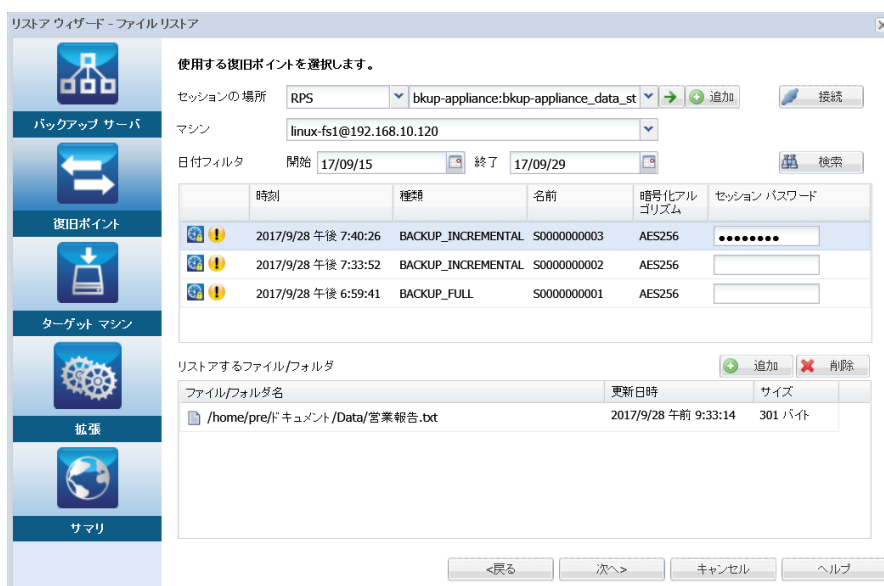 リストア ウィザード - ファイル リストア
バックアップ サーバ
復旧ポイント
ターゲット マシン
拡張
サマリ
使用する復旧ポイントを選択します。
セッションの場所 RPS bkup-appliance:bkup-appliance_data_st 追加 接続
マシン linux-fs1@192.168.10.120
日付フィルタ 開始 17/09/15 終了 17/09/29 検索
時刻 種類 名前 暗号化アルゴリズム セッション パスワード
2017/9/28 午後 7:40:26 BACKUP_INCREMENTAL S0000000003 AES256 ●●●●●●●●
2017/9/28 午後 7:33:52 BACKUP_INCREMENTAL S0000000002 AES256
2017/9/28 午後 6:59:41 BACKUP_FULL S0000000001 AES256
リストアするファイル/フォルダ 追加 削除
ファイル/フォルダ名 更新日時 サイズ
/home/pre/ドキュメント/Data/営業報告.txt 2017/9/28 午前 9:33:14 301 バイト
<戻る 次へ> キャンセル ヘルプ